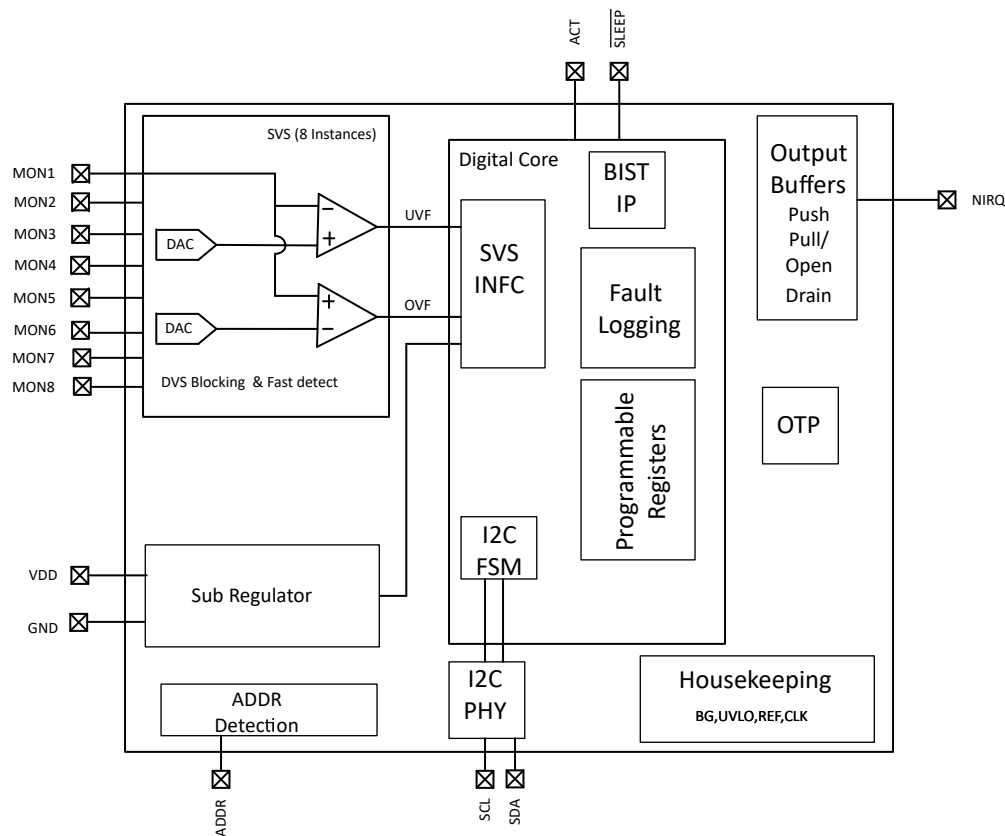 ACT
SLEEP
SVS (8 Instances)
MON1
MON2
MON3
MON4
MON5
MON6
MON7
MON8
−
+
DAC
UVF
+
−
DAC
OVF
DVS Blocking & Fast detect
Digital Core
BIST
IP
SVS
INFC
Fault
Logging
Programmable
Registers
I2C
FSM
Output
Buffers
Push
Pull/
Open
Drain
NIRQ
OTP
VDD
GND
Sub Regulator
ADDR
Detection
I2C
PHY
Housekeeping
BG,UVLO,REF,CLK
ADDR
SCL
SDA